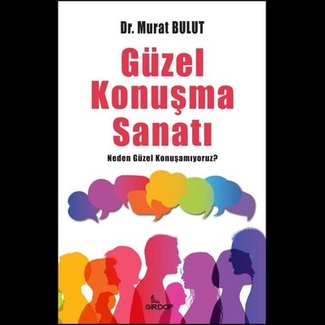 Dr. Murat BULUT
Güzel
Konuşma
Sanatı
Neden Güzel Konuşamıyoruz?
GİRDAP